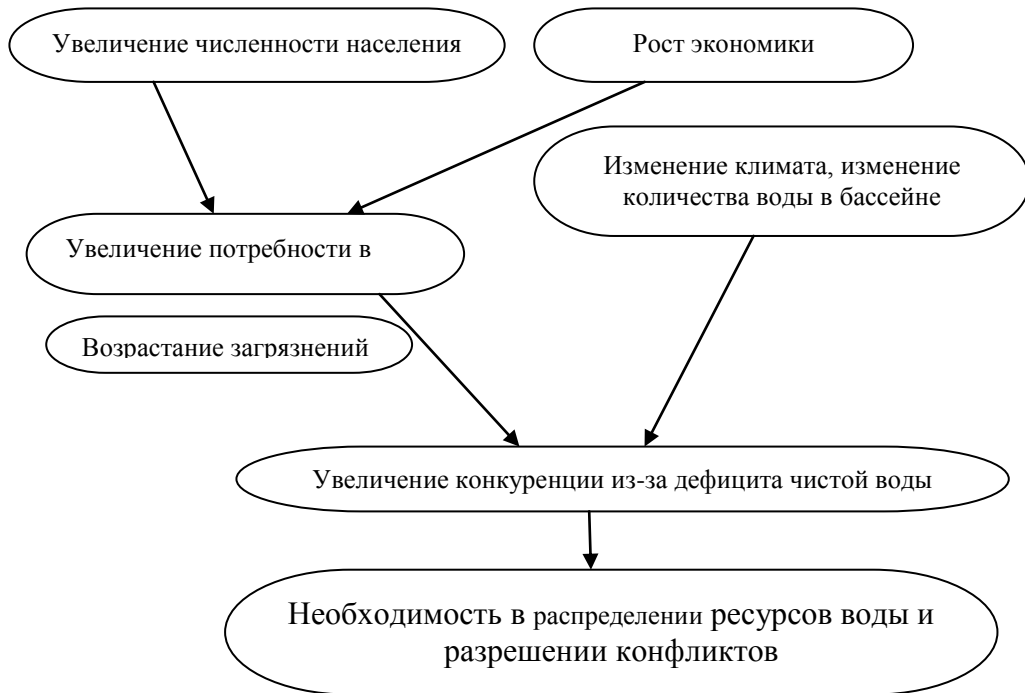 Увеличение численности населения
Рост экономики
Изменение климата, изменение
количества воды в бассейне
Увеличение потребности в
Возрастание загрязнений
Увеличение конкуренции из-за дефицита чистой воды
Необходимость в распределении ресурсов воды и
разрешении конфликтов